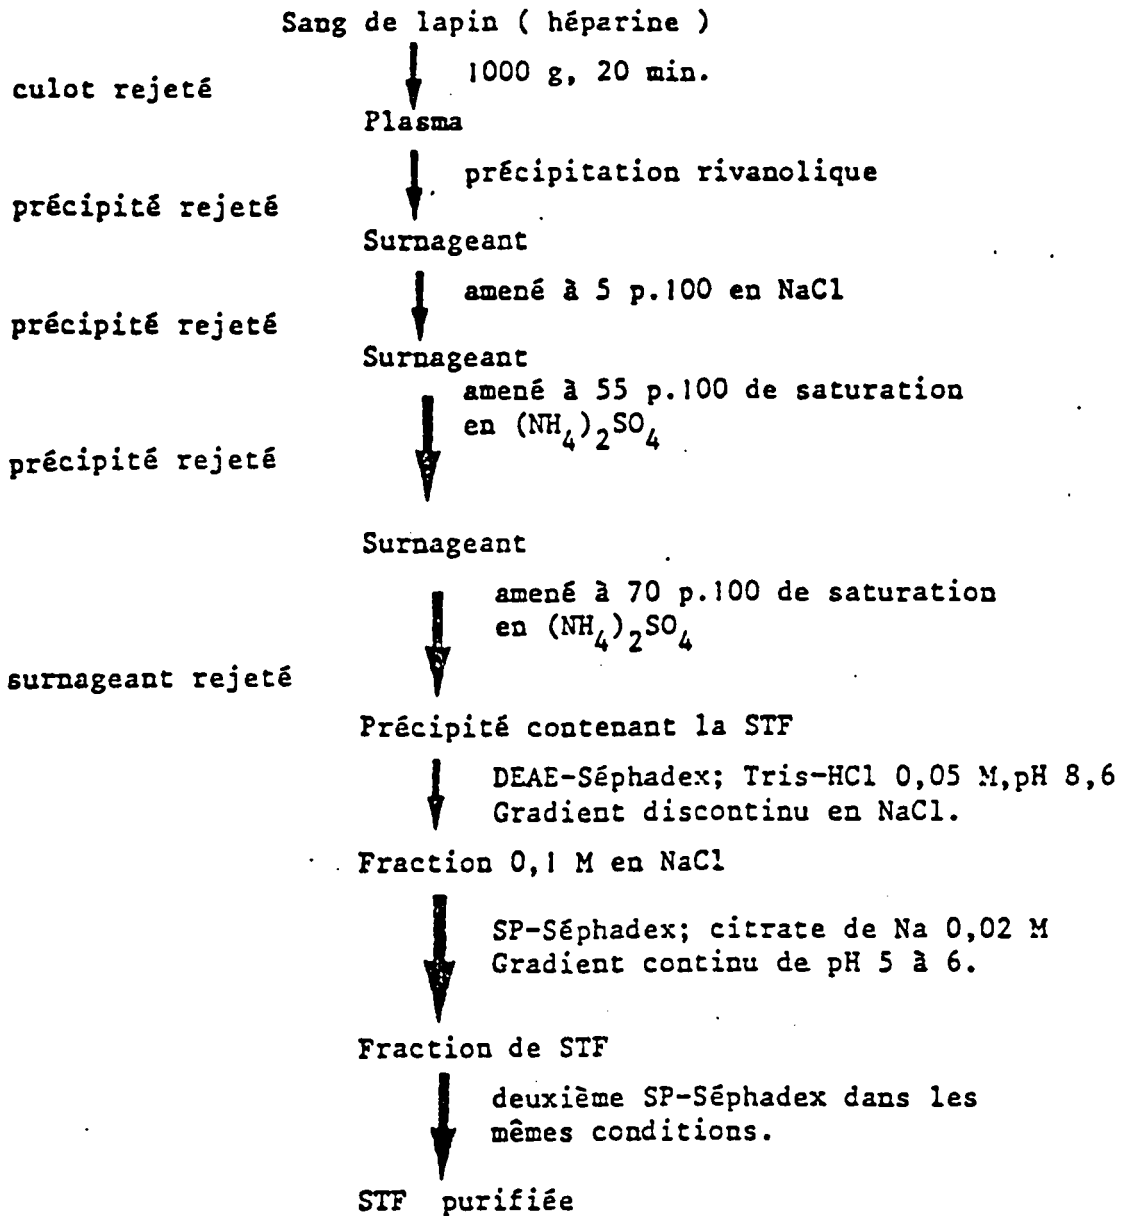 Sang de lapin ( héparine )
1000 g, 20 min.
culot rejeté
Plasma
précipitation rivanolique
précipité rejeté
Surnageant
amené à 5 p.100 en NaCl
précipité rejeté
Surnageant
amené à 55 p.100 de saturation
en (NH4)2SO4
précipité rejeté
Surnageant
amené à 70 p.100 de saturation
en (NH4)2SO4
surnageant rejeté
Précipité contenant la STF
DEAE-Séphadex; Tris-HCl 0,05 M,pH 8,6
Gradient discontinu en NaCl.
Fraction 0,1 M en NaCl
SP-Séphadex; citrate de Na 0,02 M
Gradient continu de pH 5 à 6.
Fraction de STF
deuxième SP-Séphadex dans les
mêmes conditions.
STF purifiée